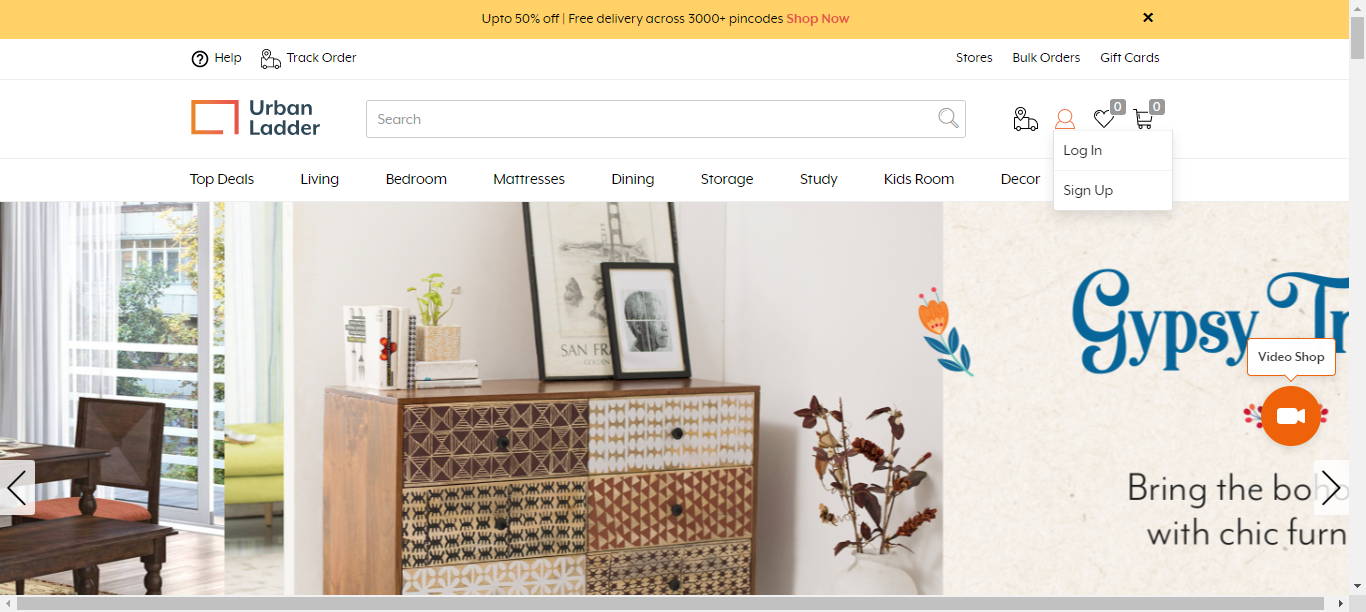 Upto 50% off | Free delivery across 3000+ pincodes Shop Now
Help
Track Order
Stores
Bulk Orders
Gift Cards
Urban
Ladder
Search
0
0
Log In
Sign Up
Top Deals
Living
Bedroom
Mattresses
Dining
Storage
Study
Kids Room
Decor
SAN FRA
Gypsy Tr
Video Shop
Bring the boho
with chic furn